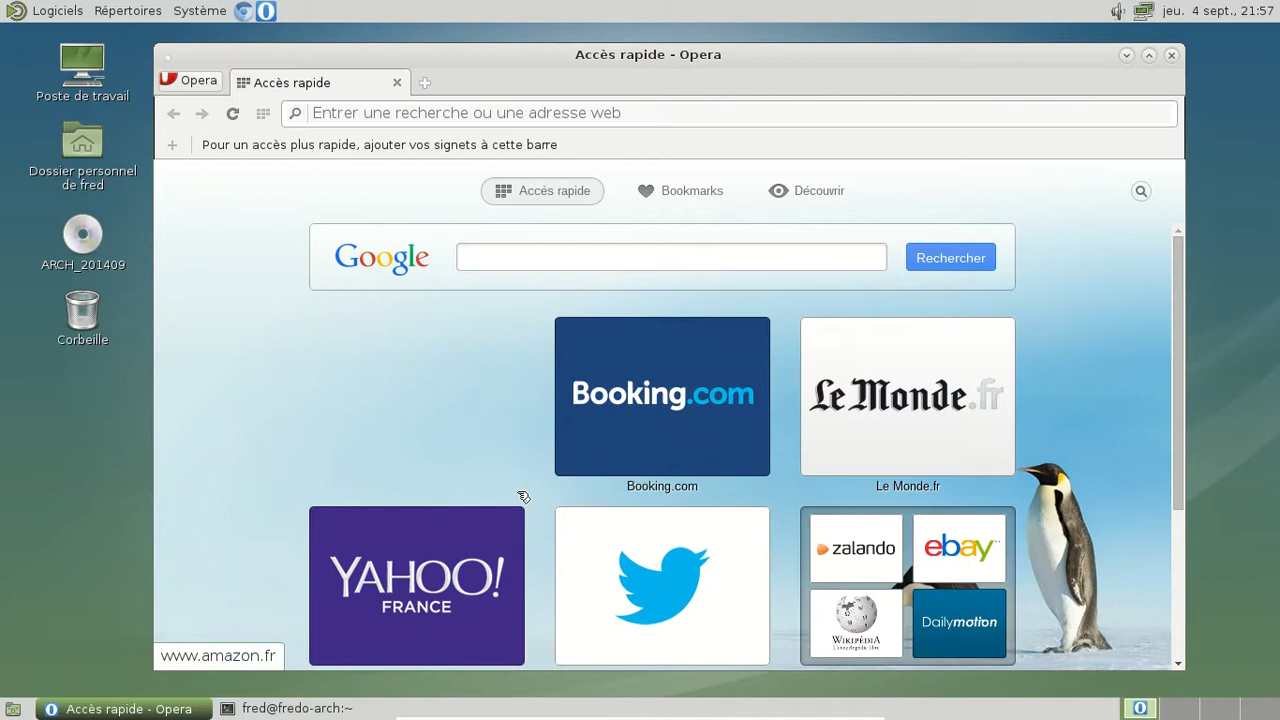 Logiciels Répertoires Système jeu. 4 sept., 21:57
Accès rapide - Opera
Opera Accès rapide
Entrer une recherche ou une adresse web
Pour un accès plus rapide, ajouter vos signets à cette barre
Accès rapide Bookmarks Découvrir
Google Rechercher
Poste de travail
Dossier personnel
de fred
ARCH_201409
Corbeille
Booking.com
Le Monde.fr
Booking.com Le Monde.fr
YAHOO!
FRANCE
zalando ebay
WIKIPÉDIA Dailymotion
L'encyclopédie libre
www.amazon.fr
Accès rapide - Opera fred@fredo-arch:~